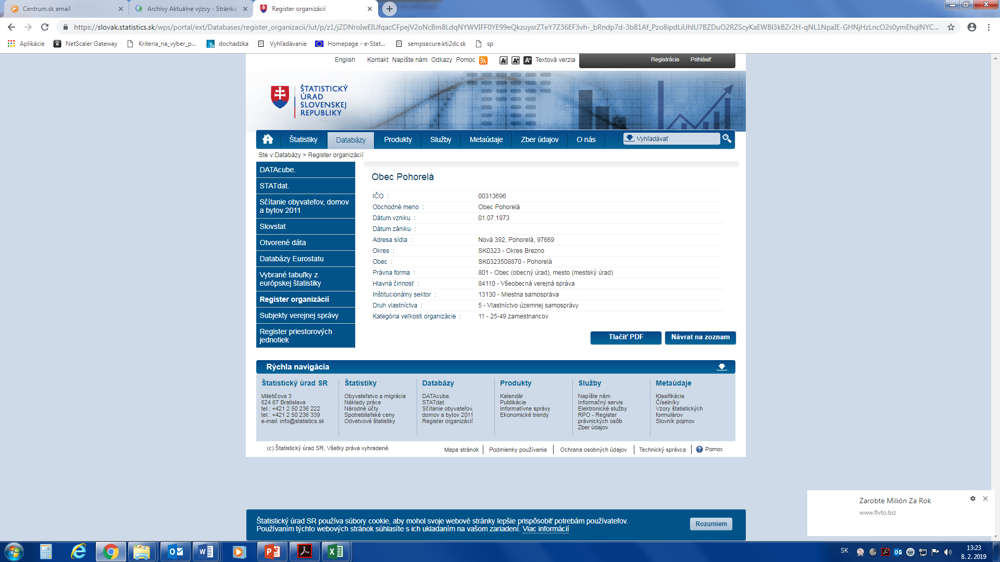 Centrum.sk email
Archívy Aktuálne výzvy - Stránka
Register organizácií
https://slovak.statistics.sk/wps/portal/ext/Databases/register_organizacii/!ut/p/z1/
Aplikácie
NetScaler Gateway
Kriteria_na_vyber_p...
dochadzka
Vyhľadávanie
Homepage - e-Stat...
sempsecure.kti2dc.sk
sp
English Kontakt Napíšte nám Odkazy Pomoc A A+ A+ Textová verzia Registrácia Prihlásiť
ŠTATISTICKÝ
ÚRAD
SLOVENSKEJ
REPUBLIKY
Štatistiky Databázy Produkty Služby Metaúdaje Zber údajov O nás Vyhľadávať
Ste v:Databázy > Register organizácií
DATAcube.
STATdat.
Sčítanie obyvateľov, domov
a bytov 2011
Slovstat
Otvorené dáta
Databázy Eurostatu
Vybrané tabuľky z
európskej štatistiky
Register organizácií
Subjekty verejnej správy
Register priestorových
jednotiek
Obec Pohorelá
IČO : 00313696
Obchodné meno : Obec Pohorelá
Dátum vzniku : 01.07.1973
Dátum zániku :
Adresa sídla : Nová 392, Pohorelá, 97669
Okres : SK0323 - Okres Brezno
Obec : SK0323508870 - Pohorelá
Právna forma : 801 - Obec (obecný úrad), mesto (mestský úrad)
Hlavná činnosť : 84110 - Všeobecná verejná správa
Inštitucionálny sektor : 13130 - Miestna samospráva
Druh vlastníctva : 5 - Vlastníctvo územnej samosprávy
Kategória veľkosti organizácie : 11 - 25-49 zamestnancov
Tlačiť PDF
Návrat na zoznam
Rýchla navigácia
Štatistický úrad SR
Miletičova 3
824 67 Bratislava
tel.: +421 2 50 236 222
tel.: +421 2 50 236 339
e-mail: info@statistics.sk
Štatistiky
Obyvateľstvo a migrácia
Náklady práce
Národné účty
Spotrebiteľské ceny
Odvetvové štatistiky
Databázy
DATAcube.
STATdat.
Sčítanie obyvateľov,
domov a bytov 2011
Register organizácií
Produkty
Kalendár
Publikácie
Informatívne správy
Ekonomické trendy
Služby
Napíšte nám
Informačný servis
Elektronické služby
RPO - Register
právnických osôb
Zber údajov
Metaúdaje
Klasifikácie
Číselníky
Vzory štatistických
formulárov
Slovník pojmov
(c) Štatistický úrad SR, Všetky práva vyhradené.
Mapa stránok
Podmienky používania
Ochrana osobných údajov
Technický správca
Pomoc
Zarobte Milión Za Rok
www.flvto.biz
Štatistický úrad SR používa súbory cookie, aby mohol svoje webové stránky lepšie prispôsobiť potrebám používateľov.
Používaním týchto webových stránok súhlasíte s ich ukladaním na vašom zariadení. Viac informácií
Rozumiem
SK
13:23
8. 2. 2019